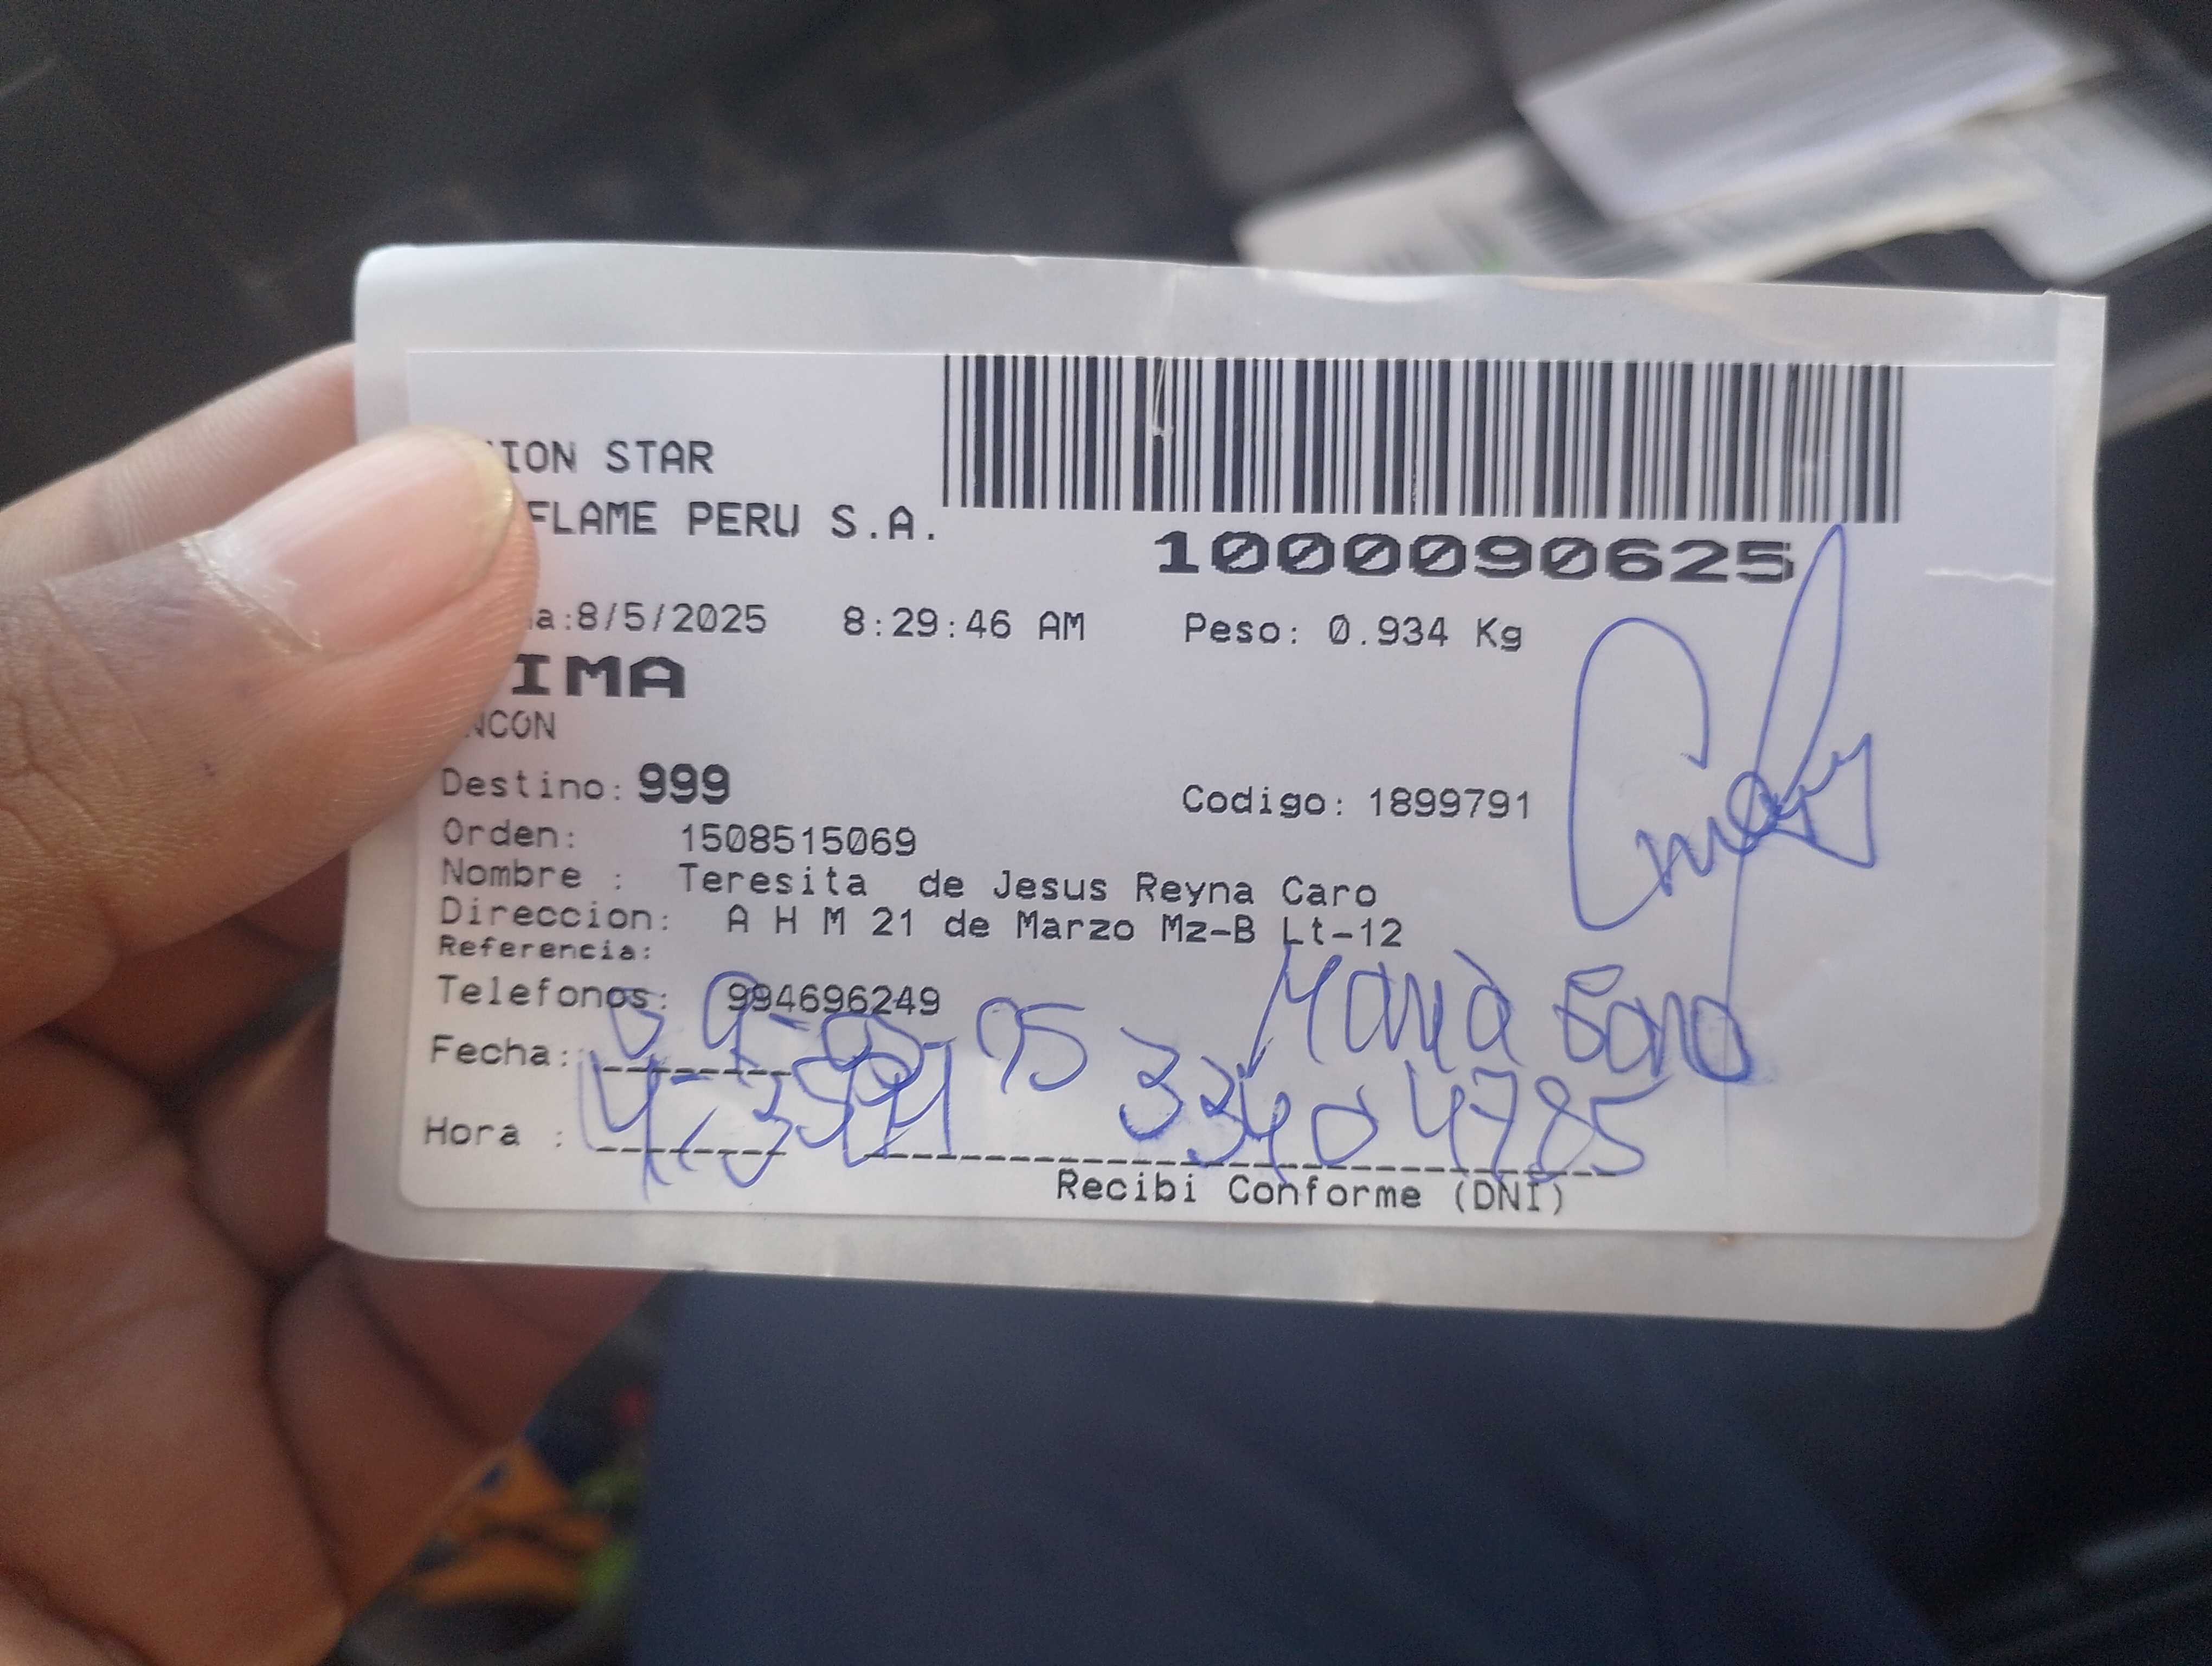 ION STAR
FLAME PERU S.A.
1000090625
a:8/5/2025 8:29:46 AM Peso: 0.934 Kg
IMA
NCON
Destino: 999 Codigo: 1899791
Orden: 1508515069
Nombre : Teresita de Jesus Reyna Caro
Direccion: A H M 21 de Marzo Mz-B Lt-12
Referencia:
Telefonos: 994696249
Maria
Fecha:
Hora :
Recibi Conforme (DNI)